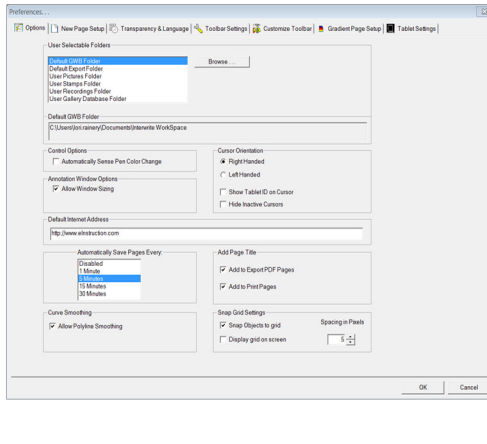 Preferences. . .
Options New Page Setup Transparency & Language Toolbar Settings Customize Toolbar Gradient Page Setup Tablet Settings
User Selectable Folders
Default GWB Folder
Default Export Folder
User Pictures Folder
User Stamps Folder
User Recordings Folder
User Gallery Database Folder
Browse. . .
Default GWB Folder
C:\Users\lori.rainery\Documents\Interwrite WorkSpace
Control Options
Automatically Sense Pen Color Change
Cursor Orientation
Right Handed
Left Handed
Show Tablet ID on Cursor
Hide Inactive Cursors
Annotation Window Options
Allow Window Sizing
Default Internet Address
http://www.eInstruction.com
Automatically Save Pages Every:
Disabled
1 Minute
5 Minutes
15 Minutes
30 Minutes
Add Page Title
Add to Export PDF Pages
Add to Print Pages
Curve Smoothing
Allow Polyline Smoothing
Snap Grid Settings
Snap Objects to grid
Display grid on screen
Spacing in Pixels
5
OK Cancel